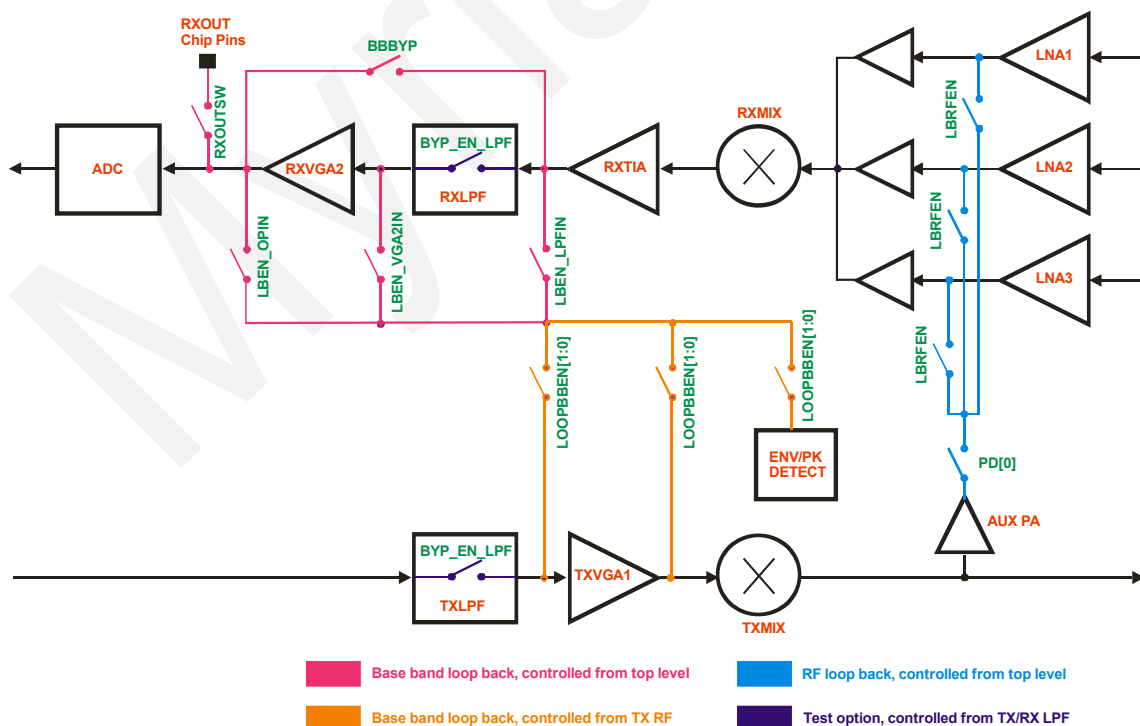 RXOUT
Chip Pins
BBBYP
LNA1
RXOUTSW
LBRFEN
RXMIX
ADC
RXVGA2
BYP_EN_LPF
RXLPF
RXTIA
LNA2
LBEN_OPIN
LBEN_VGA2IN
LBEN_LPFIN
LBRFEN
LNA3
LBRFEN
LOOPBBEN[1:0]
LOOPBBEN[1:0]
LOOPBBEN[1:0]
ENV/PK
DETECT
PD[0]
AUX PA
BYP_EN_LPF
TXLPF
TXVGA1
TXMIX
Base band loop back, controlled from top level
RF loop back, controlled from top level
Base band loop back, controlled from TX RF
Test option, controlled from TX/RX LPF